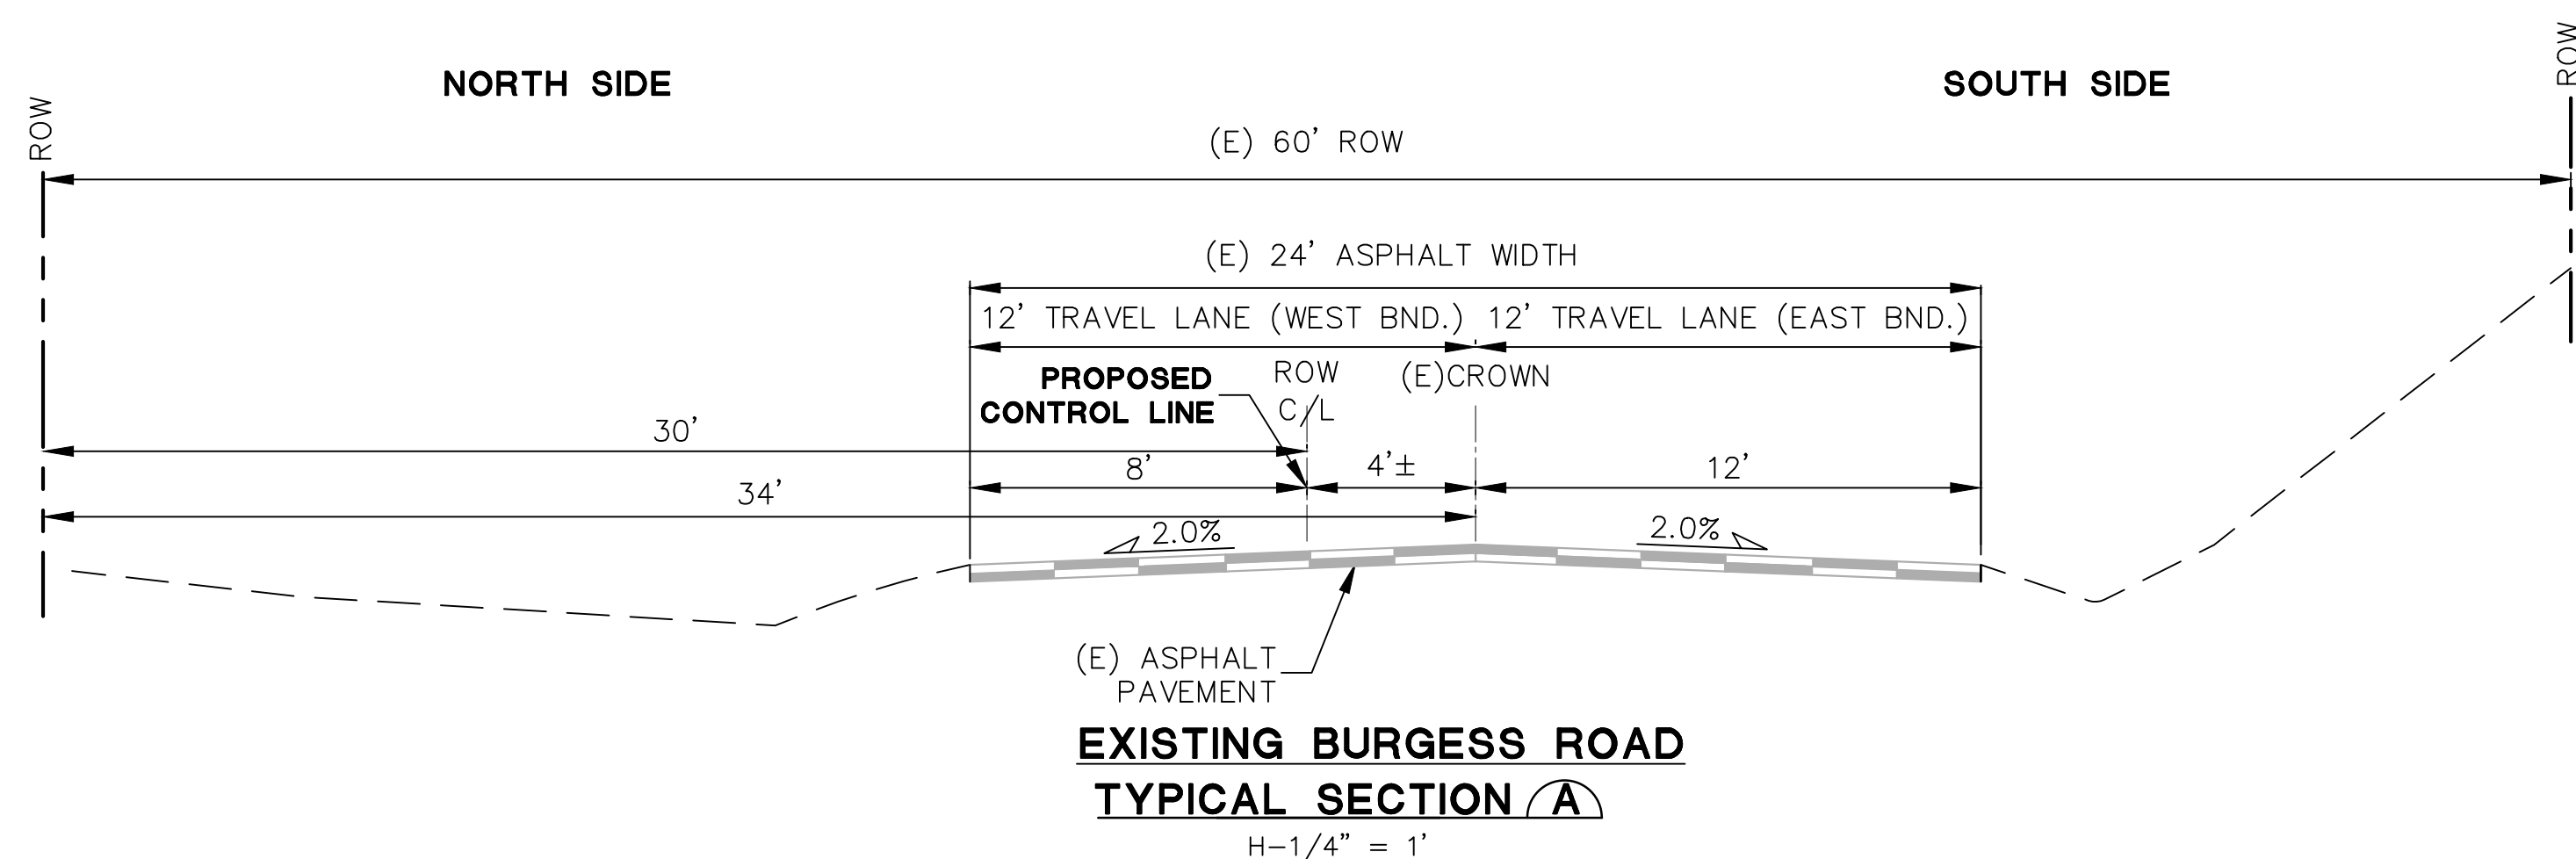 ROW
NORTH SIDE
SOUTH SIDE
ROW
(E) 60' ROW
(E) 24' ASPHALT WIDTH
12' TRAVEL LANE (WEST BND.)
12' TRAVEL LANE (EAST BND.)
PROPOSED
CONTROL LINE
ROW
C/L
(E)CROWN
30'
8'
4'±
12'
34'
2.0%
2.0%
(E) ASPHALT
PAVEMENT
EXISTING BURGESS ROAD
TYPICAL SECTION A
H-1/4" = 1'